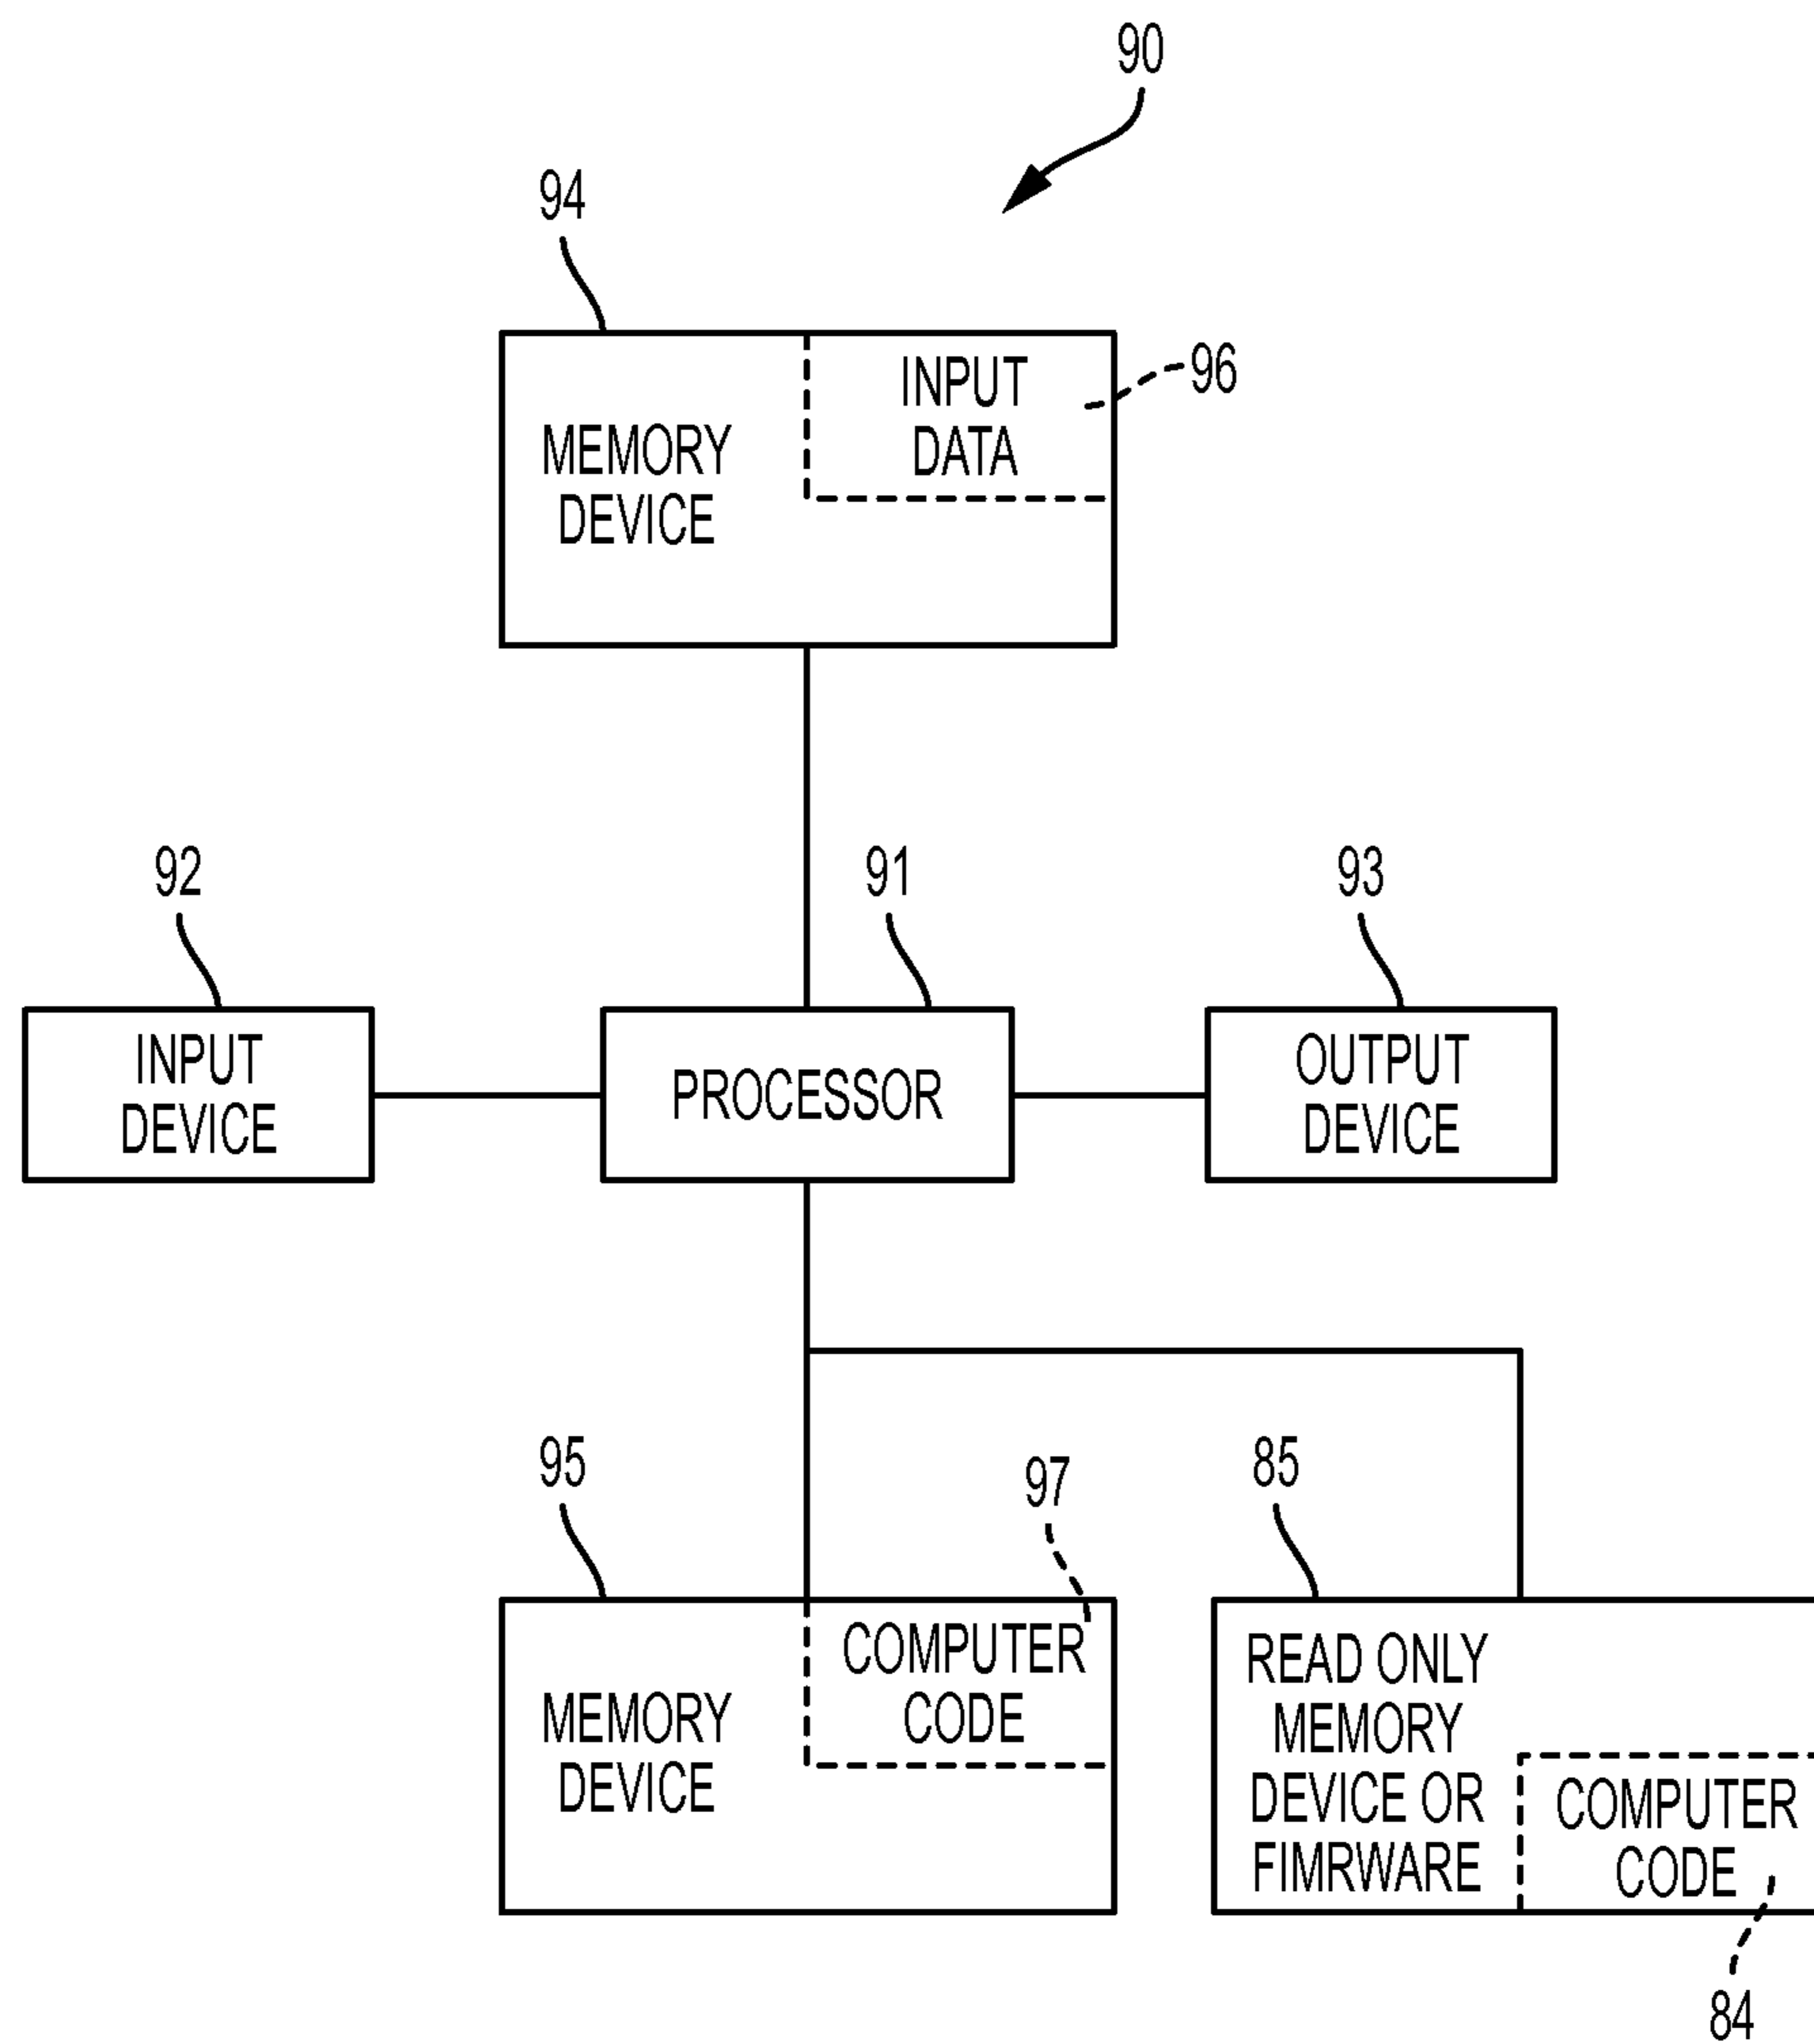 90
94
INPUT
DATA
96
MEMORY
DEVICE
92
91
93
INPUT
DEVICE
PROCESSOR
OUTPUT
DEVICE
95
97
85
COMPUTER
CODE
MEMORY
DEVICE
READ ONLY
MEMORY
DEVICE OR
FIMRWARE
COMPUTER
CODE
84